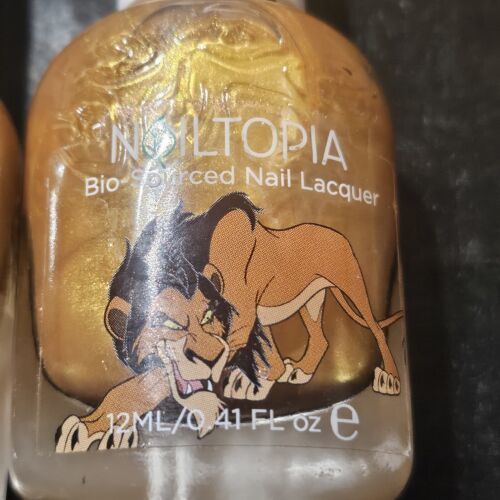 NAILTOPIA
Bio-Sourced Nail Lacquer
12ML/0.41 FL oz ℮